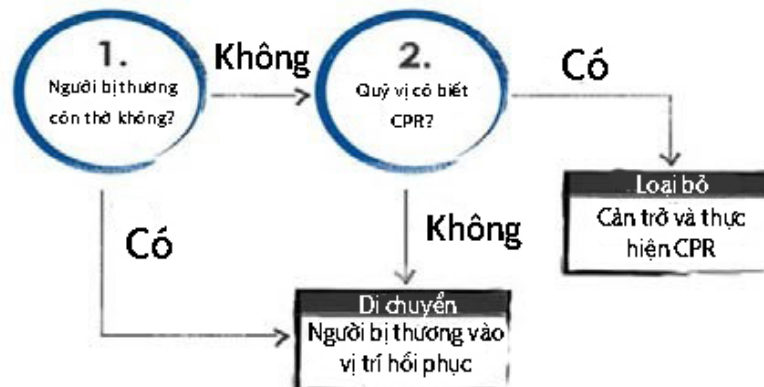 1.
Người bị thương
còn thở không?
Không
2.
Quý vị có biết
CPR?
Có
Loại bỏ
Cản trở và thực
hiện CPR
Có
Không
Di chuyển
Người bị thương vào
vị trí hồi phục